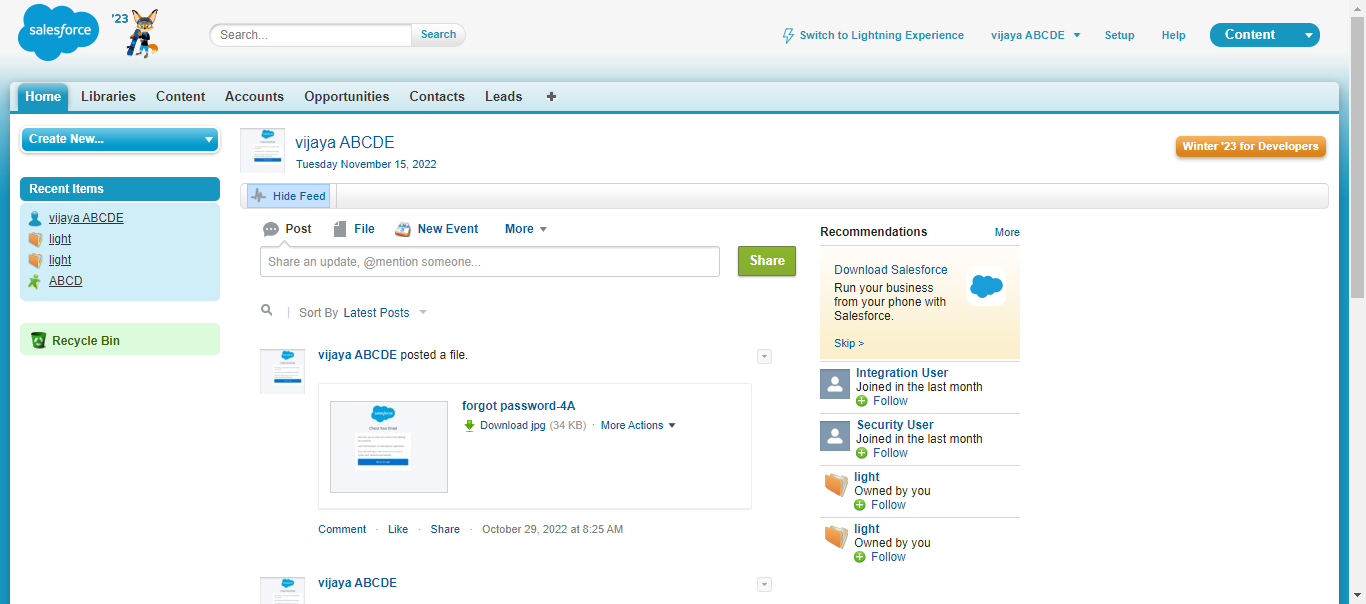 salesforce
'23
Search...
Search
Switch to Lightning Experience
vijaya ABCDE
Setup
Help
Content
Home
Libraries
Content
Accounts
Opportunities
Contacts
Leads
Create New...
vijaya ABCDE
Tuesday November 15, 2022
Winter '23 for Developers
Recent Items
vijaya ABCDE
light
light
ABCD
Recycle Bin
Hide Feed
Post
File
New Event
More
Share an update, @mention someone...
Share
Sort By Latest Posts
vijaya ABCDE posted a file.
salesforce
Check Your Email
forgot password-4A
Download jpg (34 KB) · More Actions
Comment · Like · Share · October 29, 2022 at 8:25 AM
vijaya ABCDE
Recommendations
More
Download Salesforce
Run your business
from your phone with
Salesforce.
Skip >
Integration User
Joined in the last month
Follow
Security User
Joined in the last month
Follow
light
Owned by you
Follow
light
Owned by you
Follow